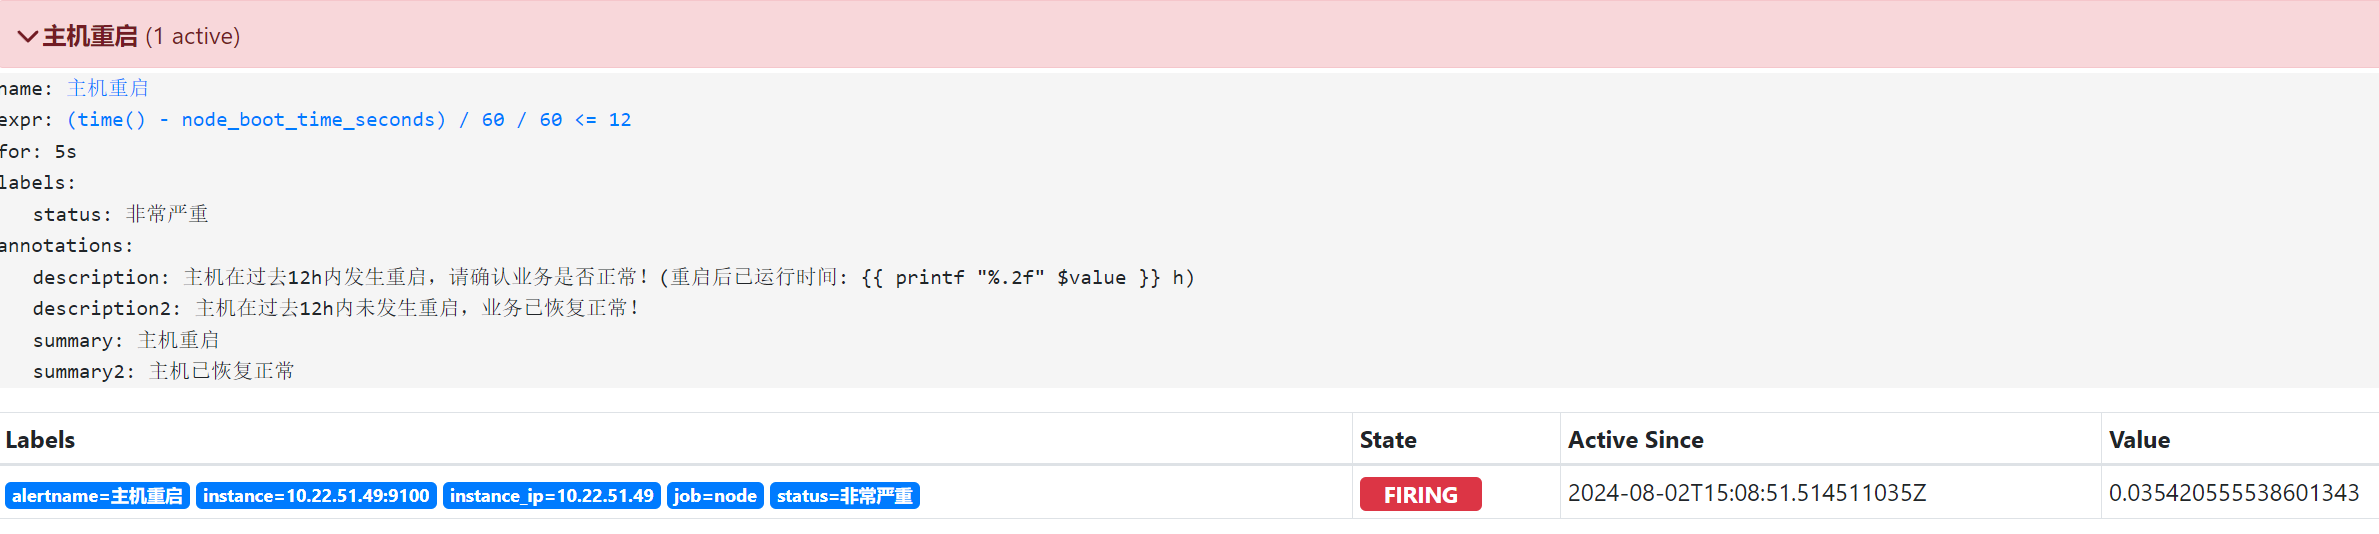 主机重启 (1 active)
name: 主机重启
expr: (time() - node_boot_time_seconds) / 60 / 60 <= 12
for: 5s
labels:
status: 非常严重
annotations:
description: 主机在过去12h内发生重启，请确认业务是否正常！(重启后已运行时间: {{ printf "%.2f" $value }} h)
description2: 主机在过去12h内未发生重启，业务已恢复正常！
summary: 主机重启
summary2: 主机已恢复正常
Labels State Active Since Value
alertname=主机重启 instance=10.22.51.49:9100 instance_ip=10.22.51.49 job=node status=非常严重 FIRING 2024-08-02T15:08:51.514511035Z 0.035420555538601343